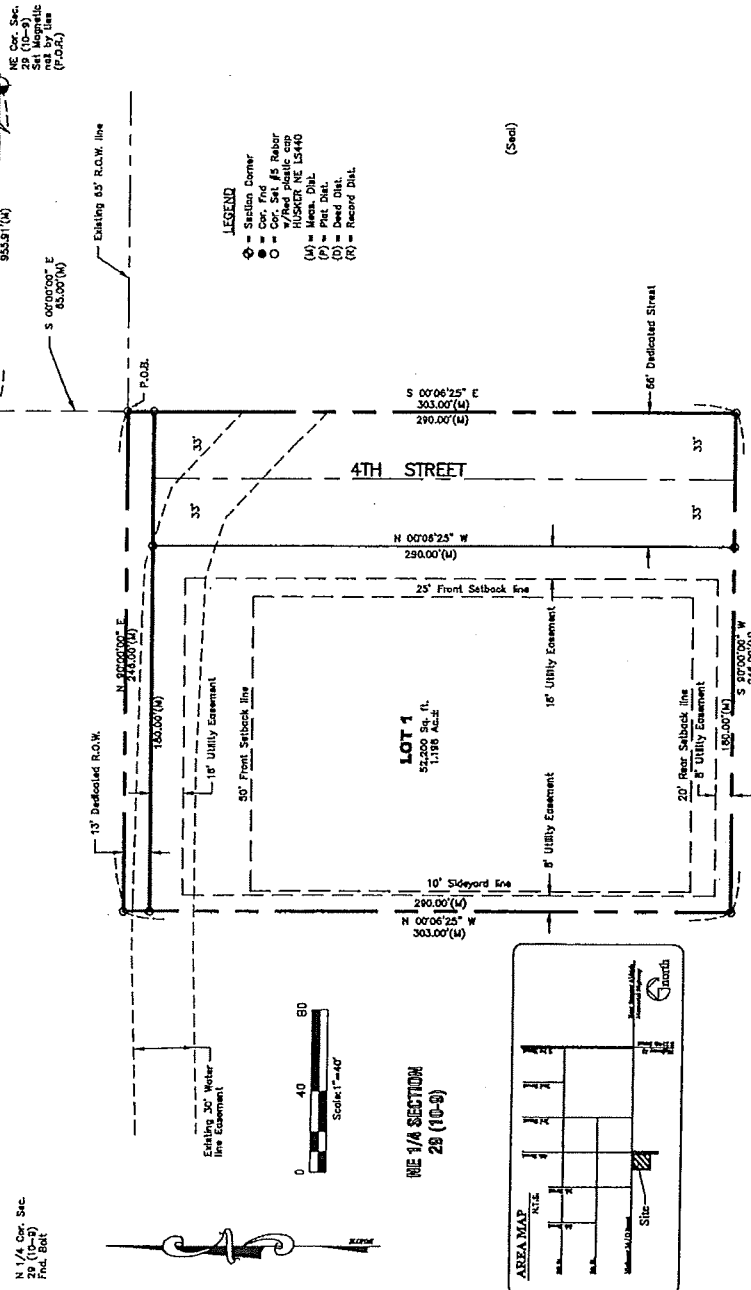 NE Cor. Sec.
29 (10-9)
Set Magnetic
nail by ties
(P.O.R.)
955.91'(M)
S 00°00'00" E
65.00'(M)
Existing 65' R.O.W. line
P.O.B.
N 1/4 Cor. Sec.
29 (10-9)
Fnd. Bolt
13' Dedicated R.O.W.
N 90°00'00" E
246.00'(M)
180.00'(M)
16' Utility Easement
50' Front Setback line
Existing 30' Water
line Easement
LEGEND
= Section Corner
= Cor. Fnd
= Cor. Set #5 Rebar
w/Red plastic cap
HUSKER NE LS440
(M) = Meas. Dist.
(P) = Plat Dist.
(D) = Deed Dist.
(R) = Record Dist.
(Seal)
S 00°06'25" E
303.00'(M)
290.00'(M)
33'
33'
4TH STREET
33'
33'
66' Dedicated Street
N 00°06'25" W
290.00'(M)
25' Front Setback line
16' Utility Easement
LOT 1
52,200 Sq. ft.
1.198 Ac.±
8' Utility Easement
10' Sideyard line
290.00'(M)
N 00°06'25" W
303.00'(M)
20' Rear Setback line
8' Utility Easement
180.00'(M)
S 90°00'00" W
0 40 80
Scale:1"=40'
NE 1/4 SECTION
29 (10-9)
AREA MAP
N.T.S.
Site
north